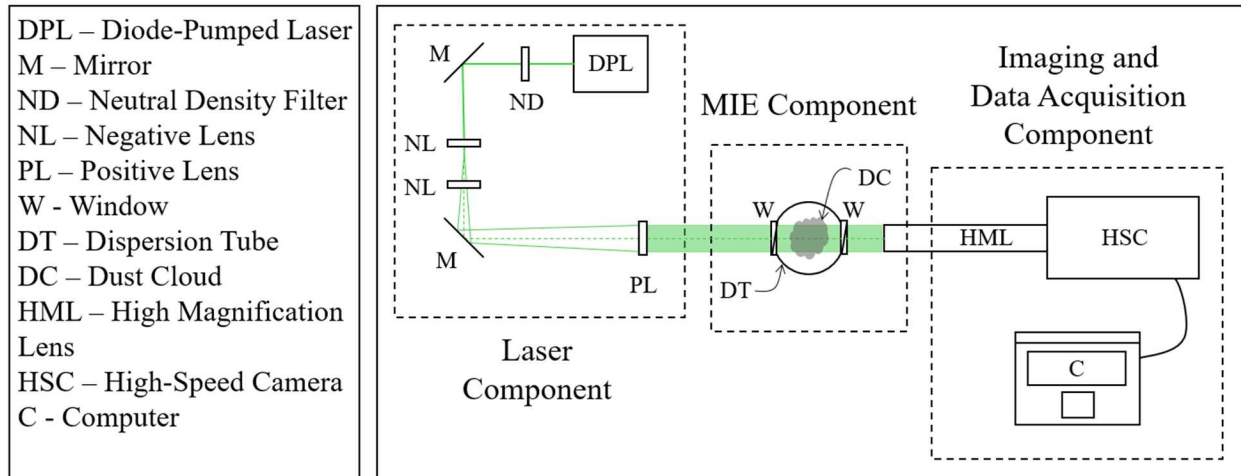 DPL – Diode-Pumped Laser
M – Mirror
ND – Neutral Density Filter
NL – Negative Lens
PL – Positive Lens
W - Window
DT – Dispersion Tube
DC – Dust Cloud
HML – High Magnification
Lens
HSC – High-Speed Camera
C - Computer
M
ND
DPL
NL
NL
M
PL
Laser
Component
MIE Component
W
DC
W
DT
Imaging and
Data Acquisition
Component
HML
HSC
C